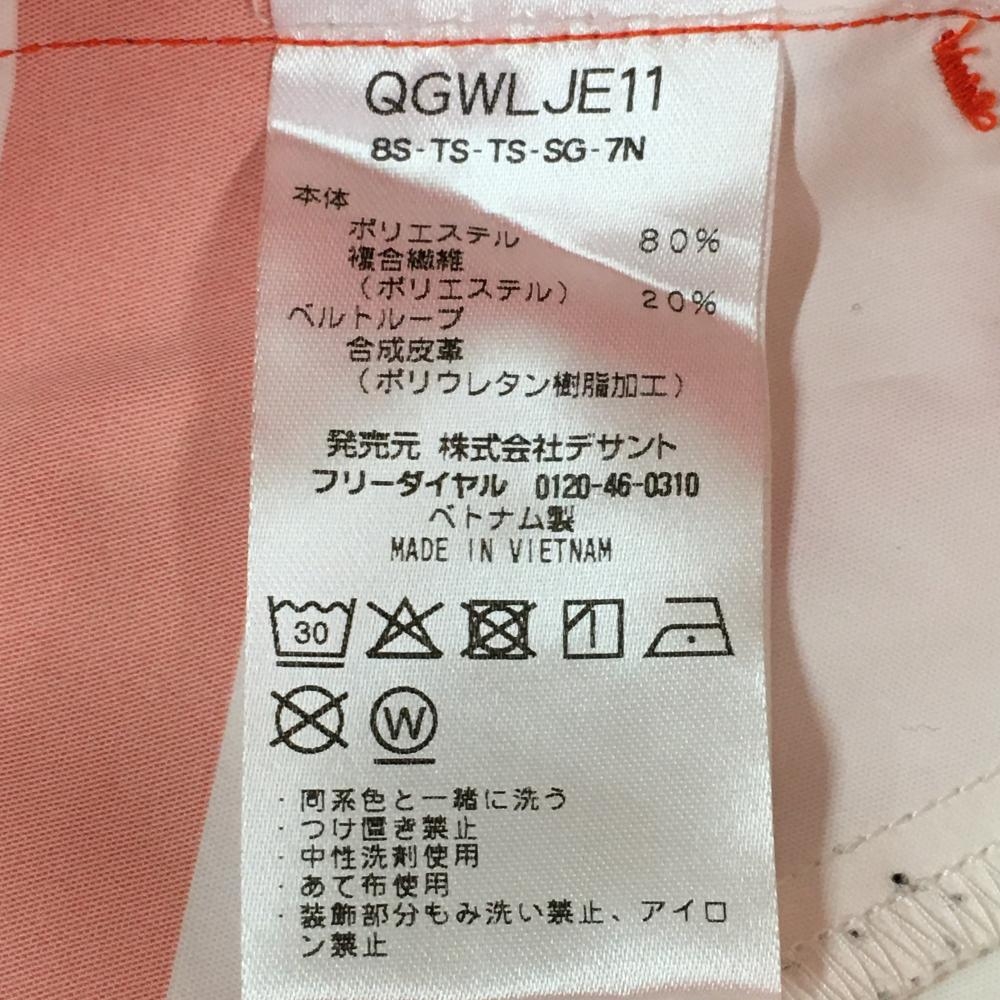 QGWLJE11
8S-TS-TS-SG-7N
本体
ポリエステル 80%
複合繊維
(ポリエステル) 20%
ベルトループ
合成皮革
(ポリウレタン樹脂加工)
発売元 株式会社デサント
フリーダイヤル 0120-46-0310
ベトナム製
MADE IN VIETNAM
30
W
・同系色と一緒に洗う
・つけ置き禁止
・中性洗剤使用
・あて布使用
・装飾部分もみ洗い禁止、アイロ
ン禁止